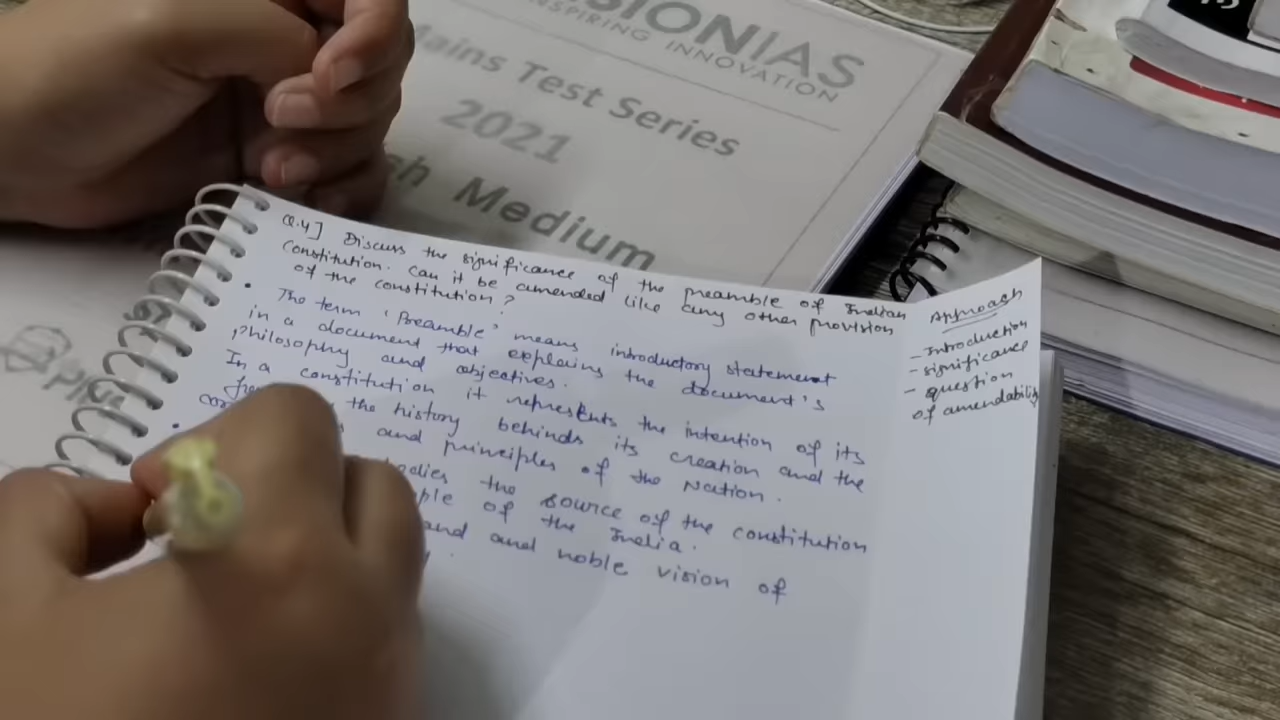 SIONIAS
INSPIRING INNOVATION
Mains Test Series
2021
Medium
Q.4] Discuss the significance of the preamble of Indian
constitution. Can it be amended like any other provision
of the constitution?
• The term 'Preamble' means introductory statement
in a document that explains the document's
philosophy and objectives.
In a constitution it represents the intention of its
the history behinds its creation and the
and principles of the Nation.
the source of the constitution
of the India.
and and noble vision of
Approach
- Introduction
- significance
- question
of amendability